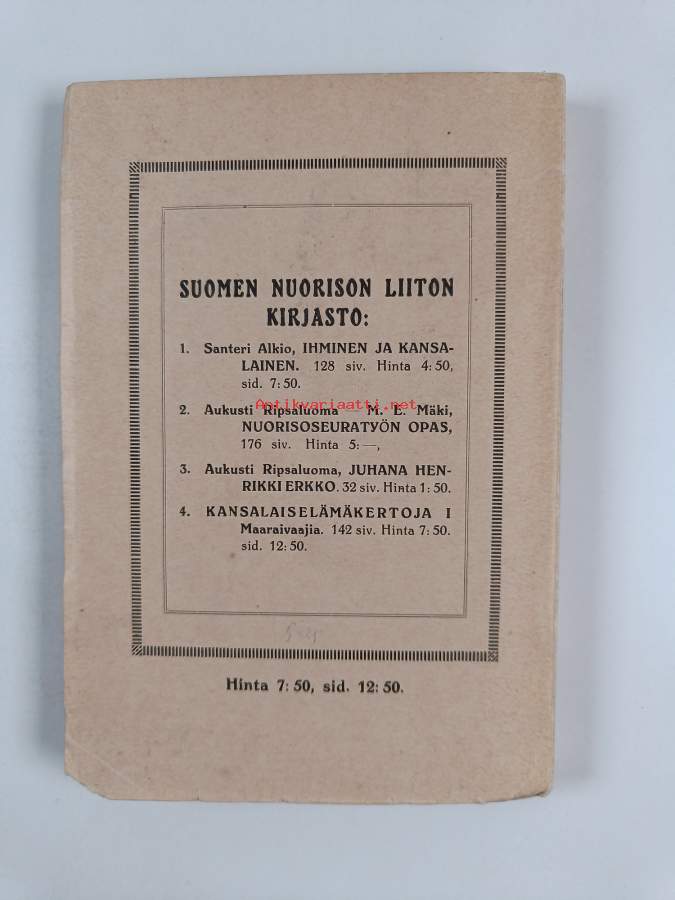 SUOMEN NUORISON LIITON
KIRJASTO:
1. Santeri Alkio, IHMINEN JA KANSA-
LAINEN. 128 siv. Hinta 4:50,
sid. 7:50.
Antikvariaatti.net
2. Aukusti Ripsaluoma — M. E. Mäki,
NUORISOSEURATYÖN OPAS,
176 siv. Hinta 5:—,
3. Aukusti Ripsaluoma, JUHANA HEN-
RIKKI ERKKO. 32 siv. Hinta 1:50.
4. KANSALAISELÄMÄKERTOJA I
Maaraivaajia. 142 siv. Hinta 7:50.
sid. 12:50.
Hinta 7:50, sid. 12:50.